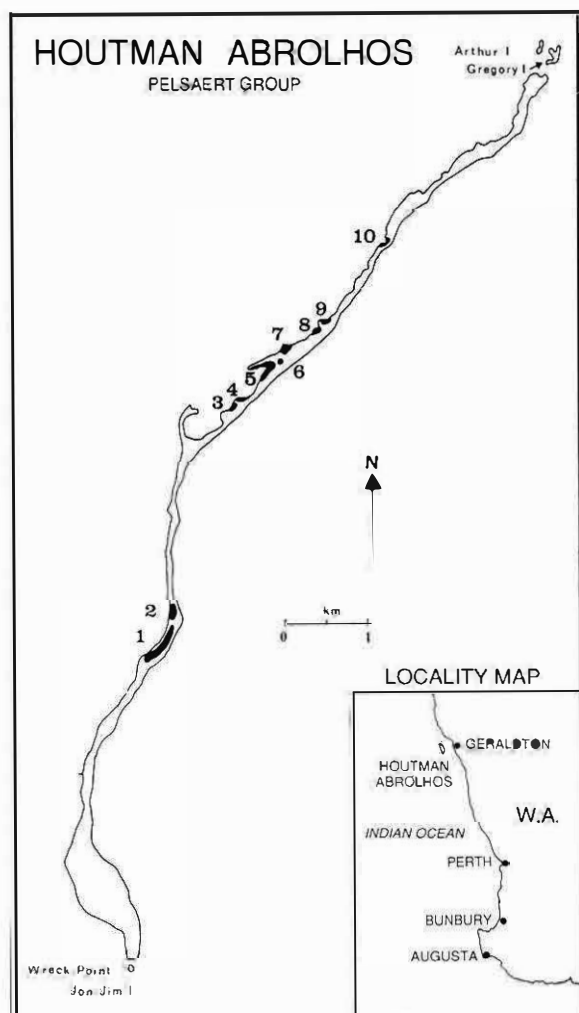 HOUTMAN ABROLHOS
PELSAERT GROUP
Arthur I
Gregory I
10
9
8
7
6
5
4
3
N
km
0 1
2
1
LOCALITY MAP
GERALDTON
HOUTMAN
ABROLHOS
W.A.
INDIAN OCEAN
PERTH
BUNBURY
AUGUSTA
Wreck Point
Jon Jim I